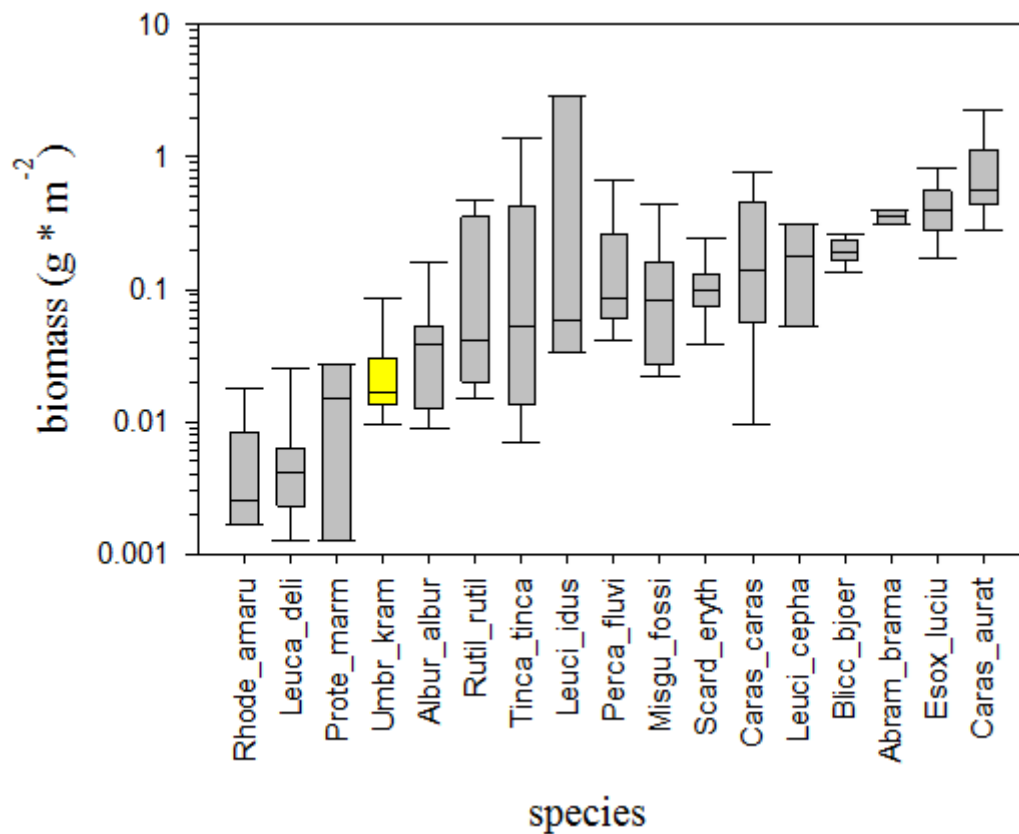 biomass (g * m⁻²)
10
1
0.1
0.01
0.001
Rhode_amaru
Leuca_deli
Prote_marm
Umbr_kram
Albur_albur
Rutil_rutil
Tinca_tinca
Leuci_idus
Perca_fluvi
Misgu_fossi
Scard_eryth
Caras_caras
Leuci_cepha
Blicc_bjoer
Abram_brama
Esox_luciu
Caras_aurat
species